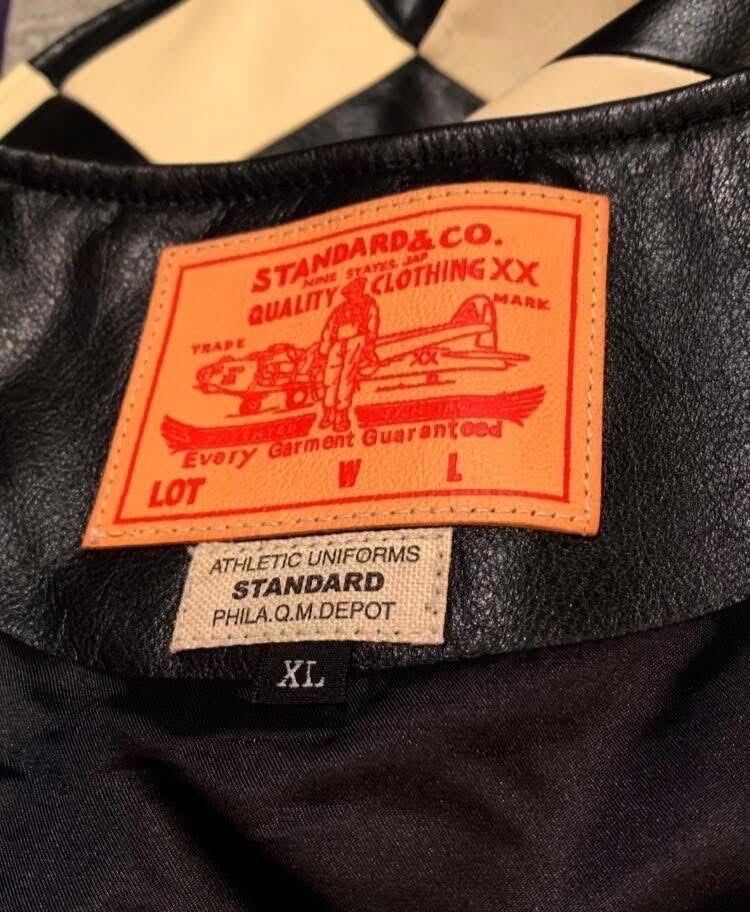 STANDARD & CO.
NINE STATES JAP
QUALITY CLOTHING XX
TRADE MARK
XX
Every Garment Guaranteed
LOT W L
ATHLETIC UNIFORMS
STANDARD
PHILA.Q.M.DEPOT
XL